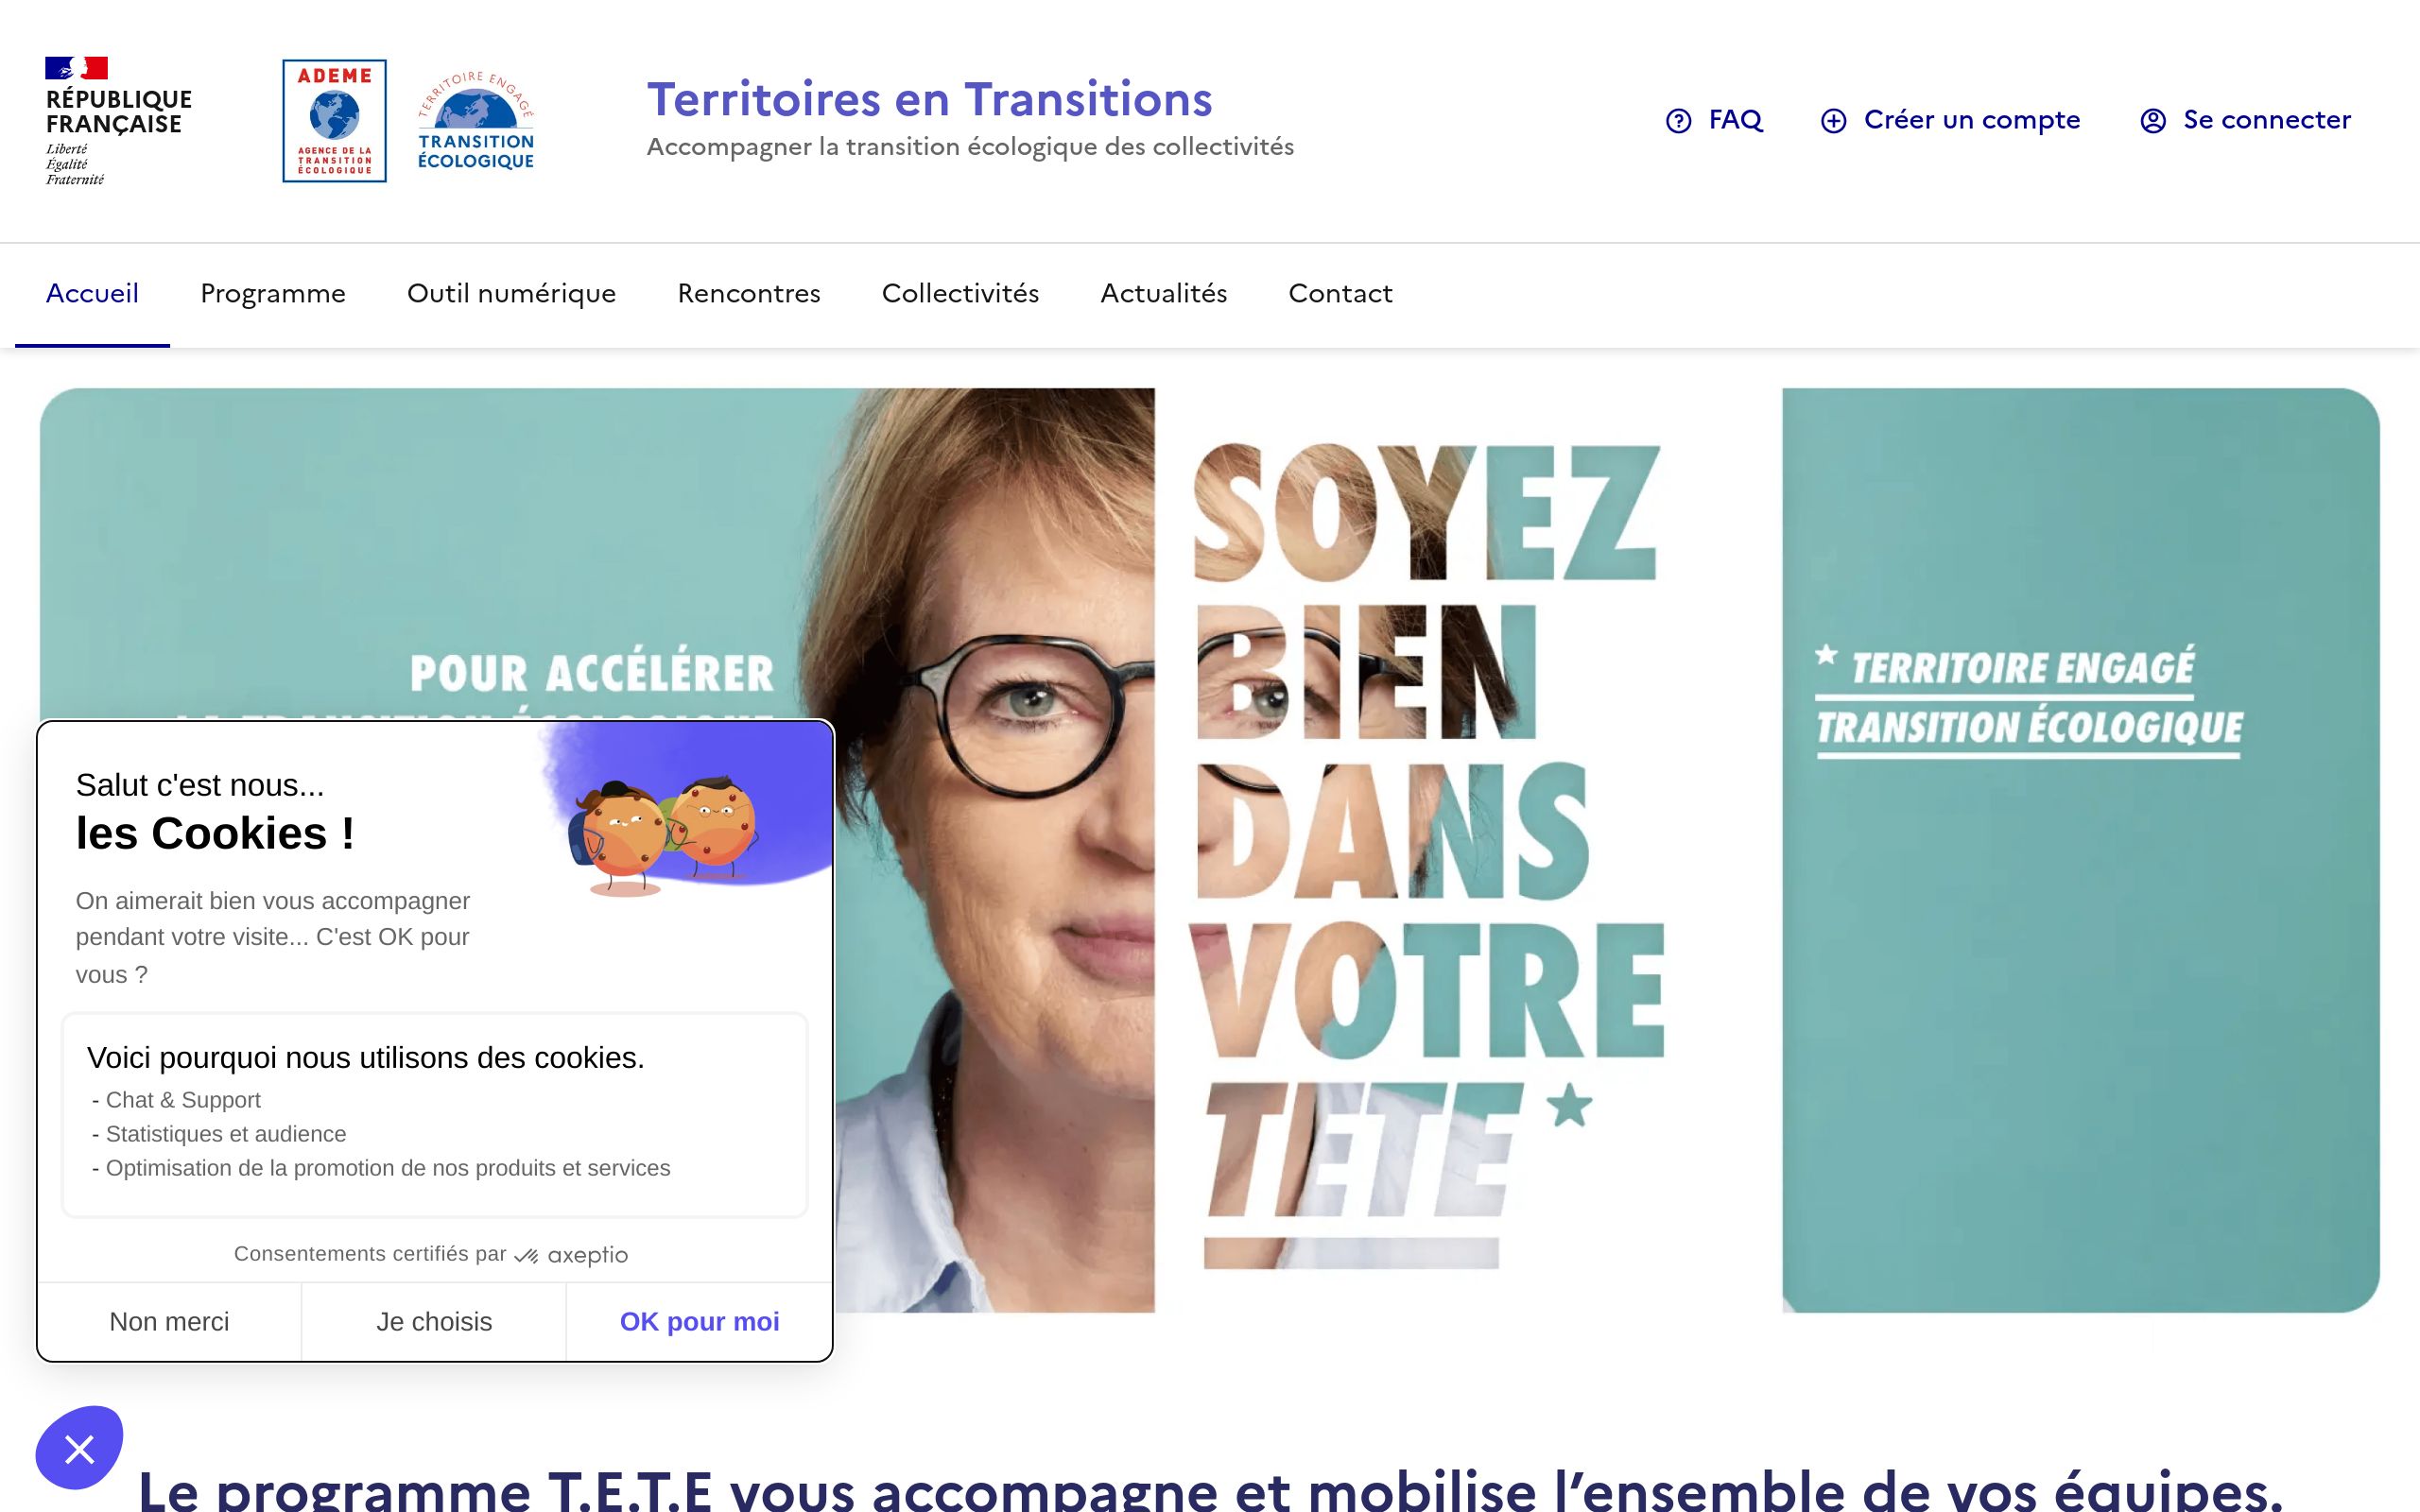 RÉPUBLIQUE
FRANÇAISE
Liberté
Égalité
Fraternité
ADEME
AGENCE DE LA
TRANSITION
ÉCOLOGIQUE
TERRITOIRE ENGAGÉ
TRANSITION
ÉCOLOGIQUE
Territoires en Transitions
Accompagner la transition écologique des collectivités
FAQ
Créer un compte
Se connecter
Accueil
Programme
Outil numérique
Rencontres
Collectivités
Actualités
Contact
POUR ACCÉLÉRER
SOYEZ
BIEN
DANS
VOTRE
TETE *
* TERRITOIRE ENGAGÉ
TRANSITION ÉCOLOGIQUE
Salut c'est nous...
les Cookies !
On aimerait bien vous accompagner
pendant votre visite... C'est OK pour
vous ?
Voici pourquoi nous utilisons des cookies.
- Chat & Support
- Statistiques et audience
- Optimisation de la promotion de nos produits et services
Consentements certifiés par axeptio
Non merci
Je choisis
OK pour moi
Le programme T.E.T.E vous accompagne et mobilise l’ensemble de vos équipes.